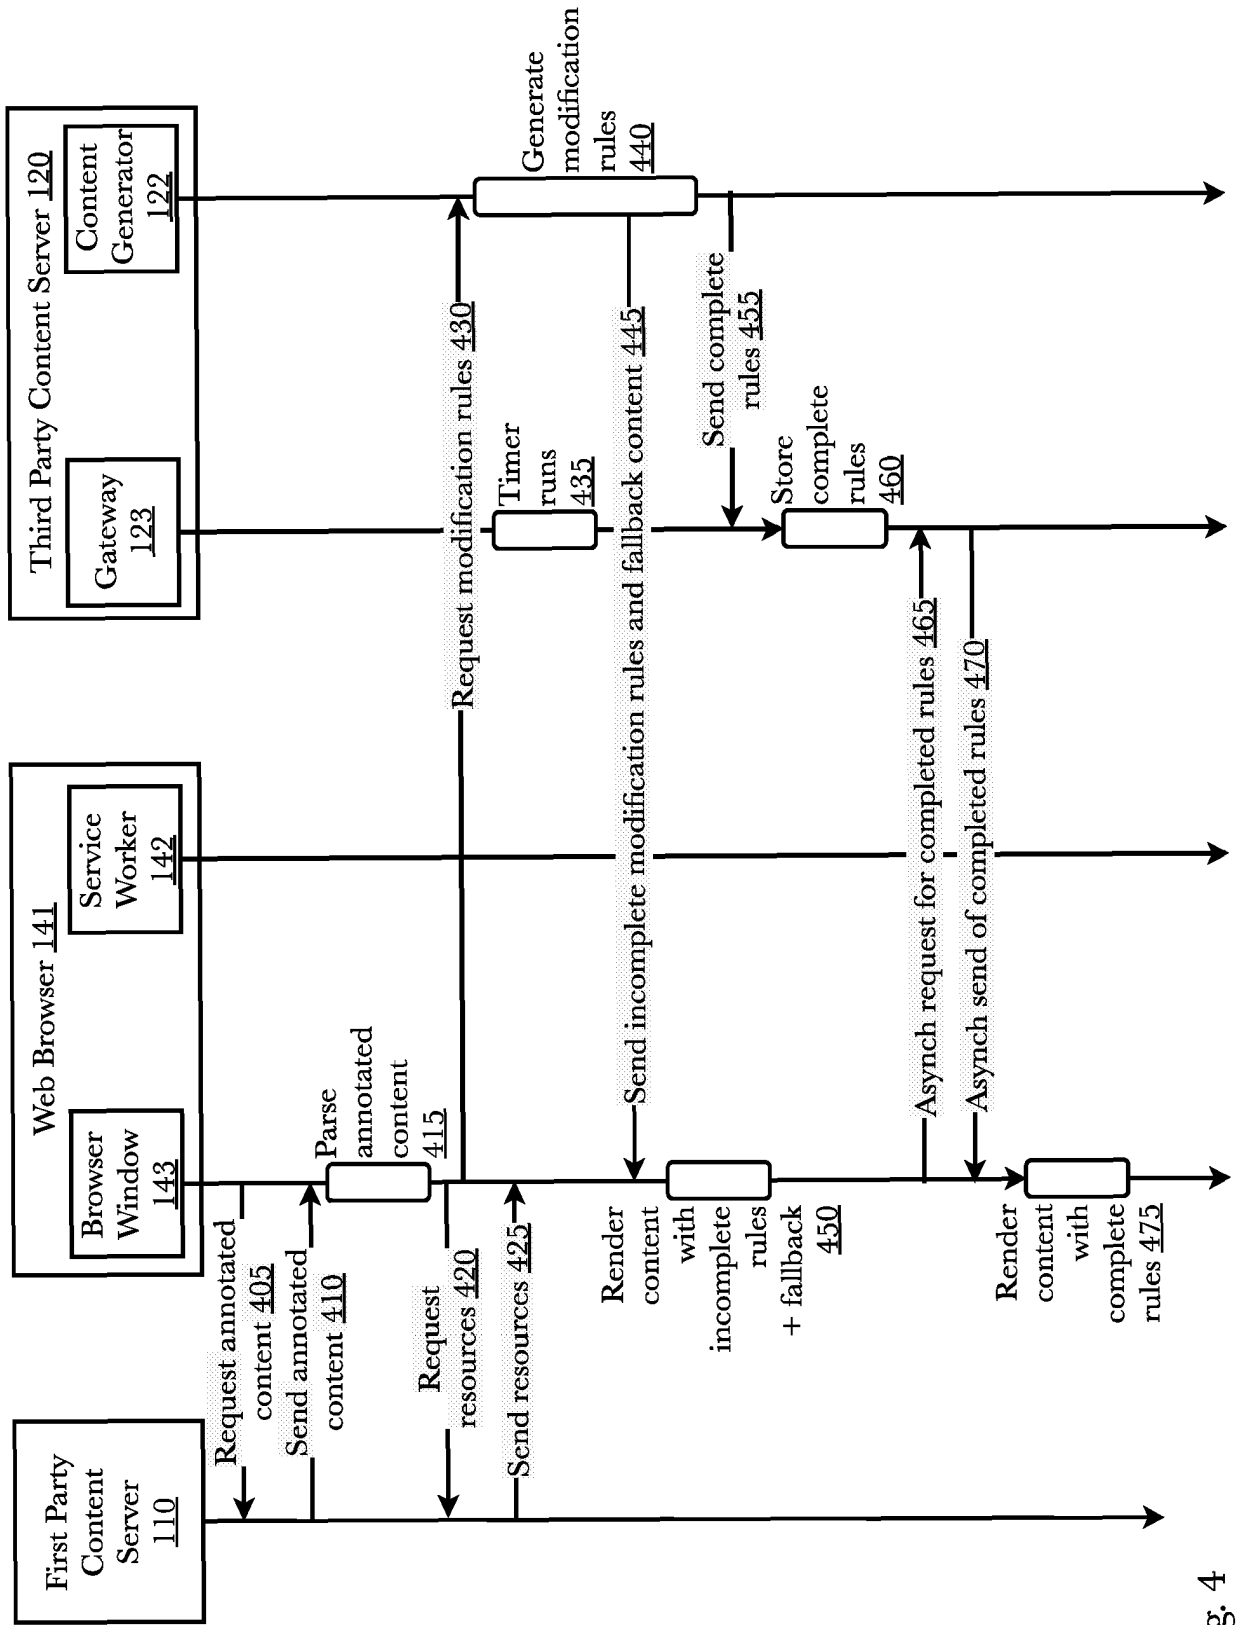 First Party
Content
Server
110
Web Browser 141
Browser
Window
143
Service
Worker
142
Third Party Content Server 120
Gateway
123
Content
Generator
122
Request annotated
content 405
Send annotated
content 410
Parse
annotated
content
415
Request
resources 420
Request modification rules 430
Send resources 425
Timer
runs
435
Generate
modification
rules
440
Send incomplete modification rules and fallback content 445
Render
content
with
incomplete
rules
+ fallback
450
Send complete
rules 455
Store
complete
rules
460
Asynch request for completed rules 465
Asynch send of completed rules 470
Render
content
with
complete
rules 475
g. 4